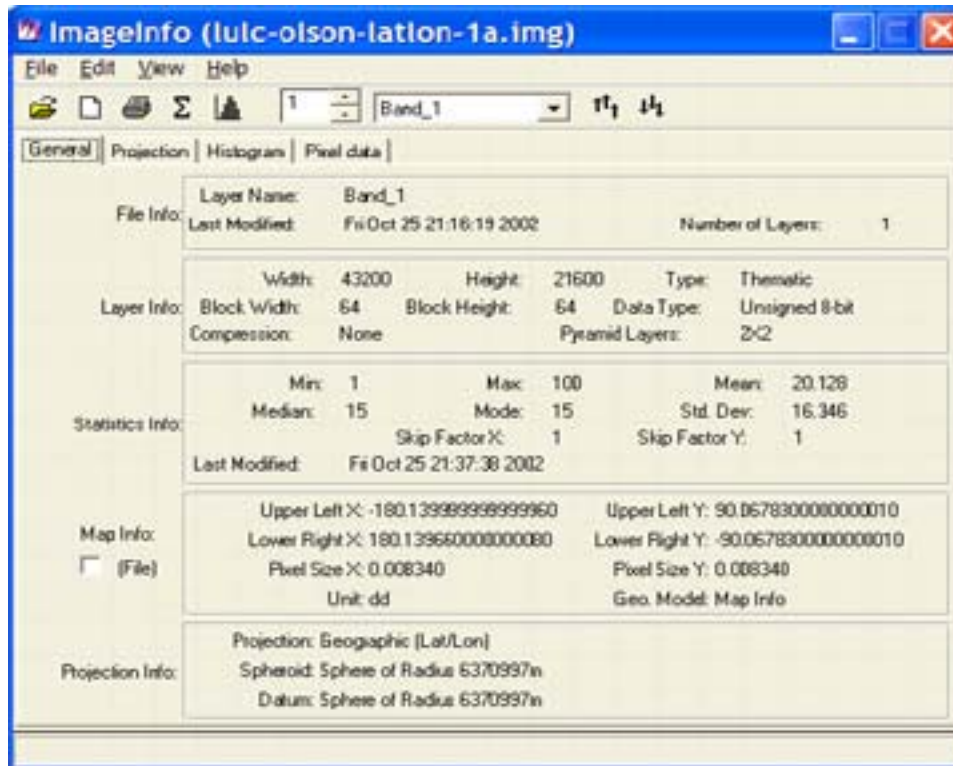 ImageInfo (lulc-olson-latlon-1a.img)
File Edit View Help
1 Band_1
General Projection Histogram Pixel data
File Info: Layer Name: Band_1
Last Modified: Fri Oct 25 21:16:19 2002 Number of Layers: 1
Layer Info: Width: 43200 Height: 21600 Type: Thematic
Block Width: 64 Block Height: 64 Data Type: Unsigned 8-bit
Compression: None Pyramid Layers: 2X2
Statistics Info: Min: 1 Max: 100 Mean: 20.128
Median: 15 Mode: 15 Std. Dev: 16.346
Skip Factor X: 1 Skip Factor Y: 1
Last Modified: Fri Oct 25 21:37:38 2002
Map Info: (File)
Upper Left X: -180.139999999999960 Upper Left Y: 90.0678300000000010
Lower Right X: 180.139660000000080 Lower Right Y: -90.0678300000000010
Pixel Size X: 0.008340 Pixel Size Y: 0.008340
Unit: dd Geo. Model: Map Info
Projection Info: Projection: Geographic (Lat/Lon)
Spheroid: Sphere of Radius 6370997m
Datum: Sphere of Radius 6370997m